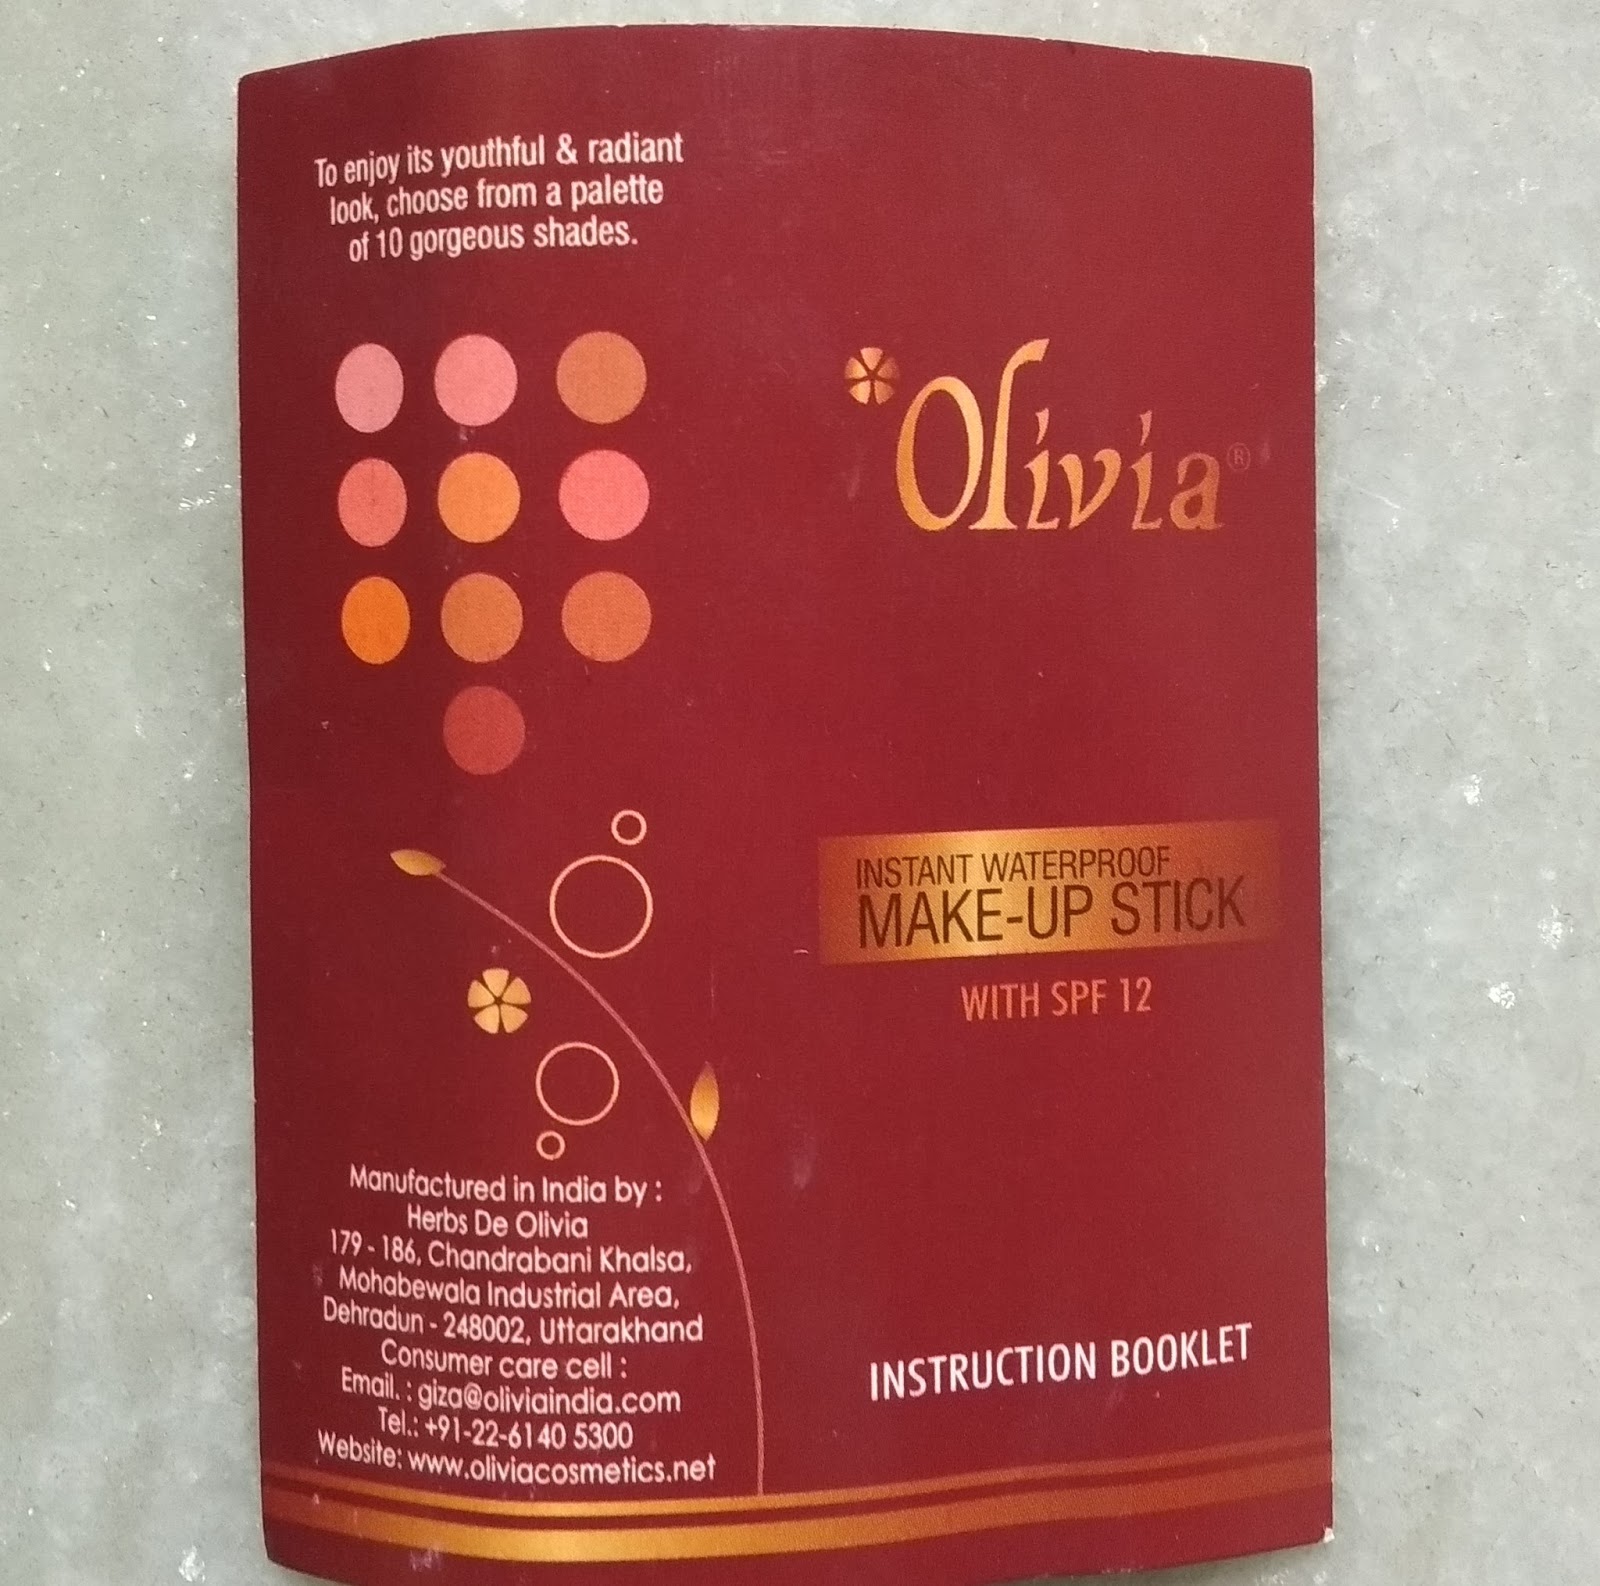 To enjoy its youthful & radiant
look, choose from a palette
of 10 gorgeous shades.
Manufactured in India by :
Herbs De Olivia
179 - 186, Chandrabani Khalsa,
Mohabewala Industrial Area,
Dehradun - 248002, Uttarakhand
Consumer care cell :
Email. : giza@oliviaindia.com
Tel.: +91-22-6140 5300
Website: www.oliviacosmetics.net
Olivia®
INSTANT WATERPROOF
MAKE-UP STICK
WITH SPF 12
INSTRUCTION BOOKLET